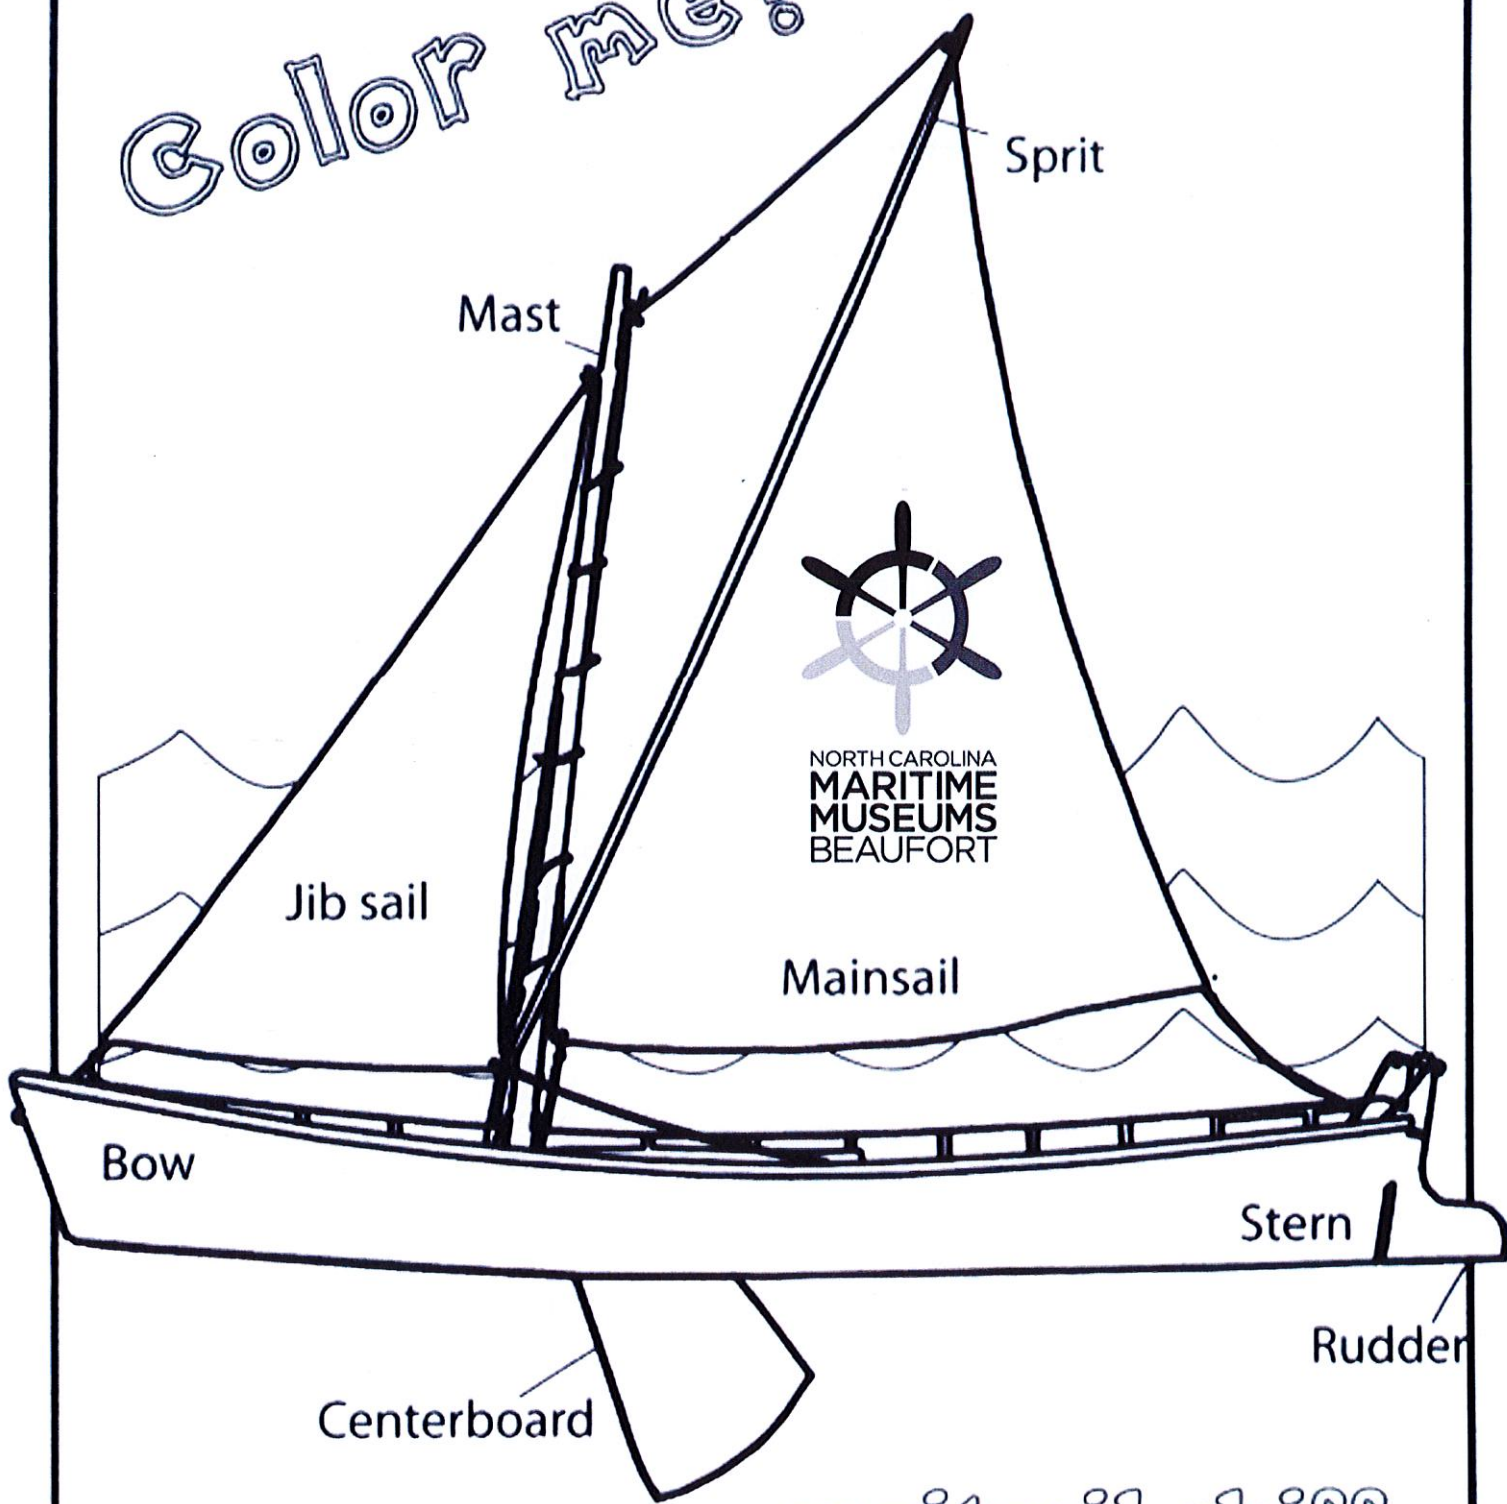 Color me!
Sprit
Mast
NORTH CAROLINA
MARITIME
MUSEUMS
BEAUFORT
Jib sail
Mainsail
Bow
Stern
Rudder
Centerboard